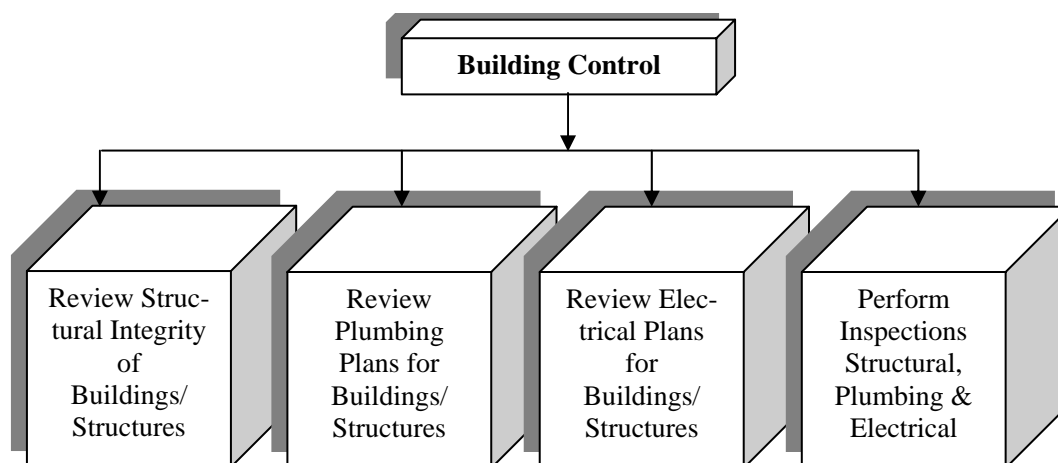 Building Control
Review Struc-
tural Integrity
of
Buildings/
Structures
Review
Plumbing
Plans for
Buildings/
Structures
Review Elec-
trical Plans
for
Buildings/
Structures
Perform
Inspections
Structural,
Plumbing &
Electrical